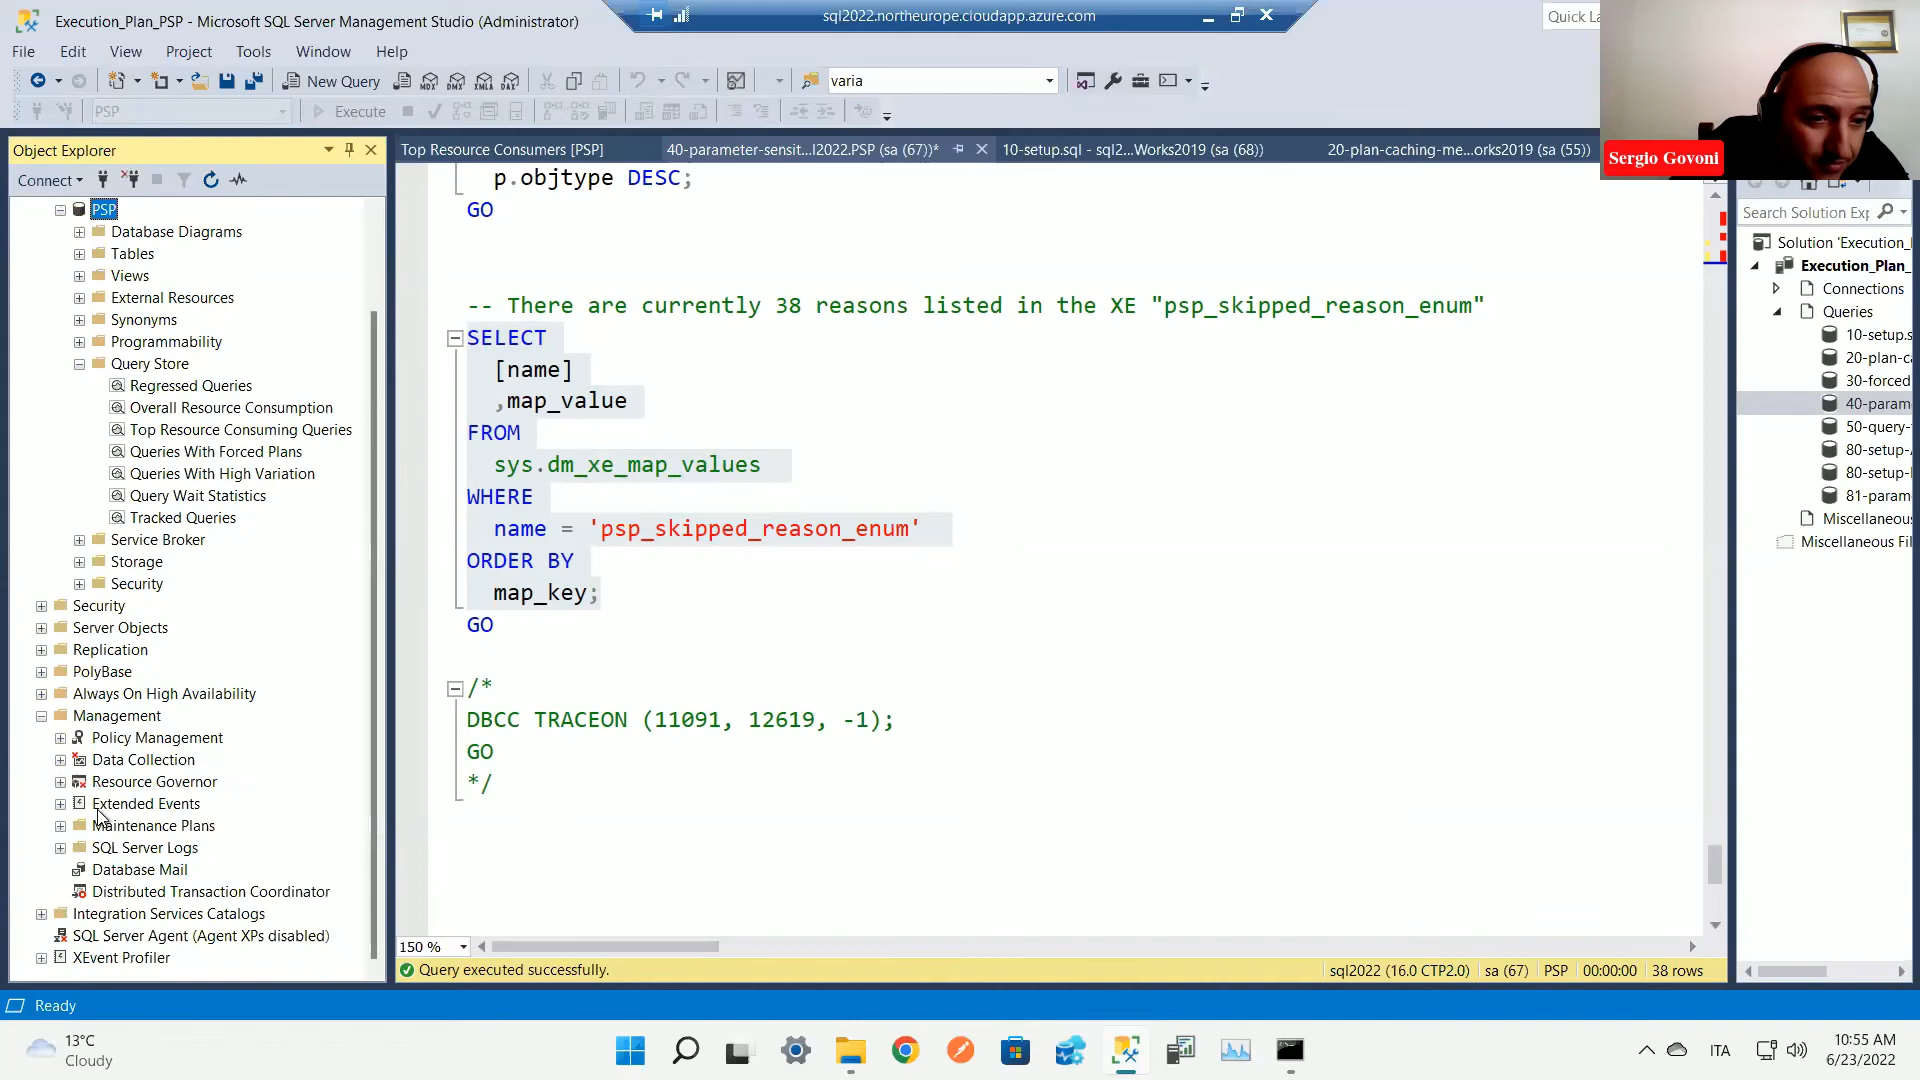 Execution_Plan_PSP - Microsoft SQL Server Management Studio (Administrator)
sql2022.northeurope.cloudapp.azure.com
Quick La
File Edit View Project Tools Window Help
New Query
MDX DMX XMLA DAX
varia
PSP
Execute
Sergio Govoni
Object Explorer
Connect
PSP
Database Diagrams
Tables
Views
External Resources
Synonyms
Programmability
Query Store
Regressed Queries
Overall Resource Consumption
Top Resource Consuming Queries
Queries With Forced Plans
Queries With High Variation
Query Wait Statistics
Tracked Queries
Service Broker
Storage
Security
Security
Server Objects
Replication
PolyBase
Always On High Availability
Management
Policy Management
Data Collection
Resource Governor
Extended Events
Maintenance Plans
SQL Server Logs
Database Mail
Distributed Transaction Coordinator
Integration Services Catalogs
SQL Server Agent (Agent XPs disabled)
XEvent Profiler
Top Resource Consumers [PSP]
40-parameter-sensit...l2022.PSP (sa (67))*
10-setup.sql - sql2...Works2019 (sa (68))
20-plan-caching-me...orks2019 (sa (55))
p.objtype DESC;
GO
-- There are currently 38 reasons listed in the XE "psp_skipped_reason_enum"
SELECT
[name]
,map_value
FROM
sys.dm_xe_map_values
WHERE
name = 'psp_skipped_reason_enum'
ORDER BY
map_key;
GO
/*
DBCC TRACEON (11091, 12619, -1);
GO
*/
150 %
Query executed successfully.
sql2022 (16.0 CTP2.0) sa (67) PSP 00:00:00 38 rows
Search Solution Exp
Solution 'Execution_
Execution_Plan_
Connections
Queries
10-setup.s
20-plan-ca
30-forced
40-param
50-query-
80-setup-
80-setup-
81-param
Miscellaneous
Miscellaneous Fil
Ready
13°C
Cloudy
ITA
10:55 AM
6/23/2022